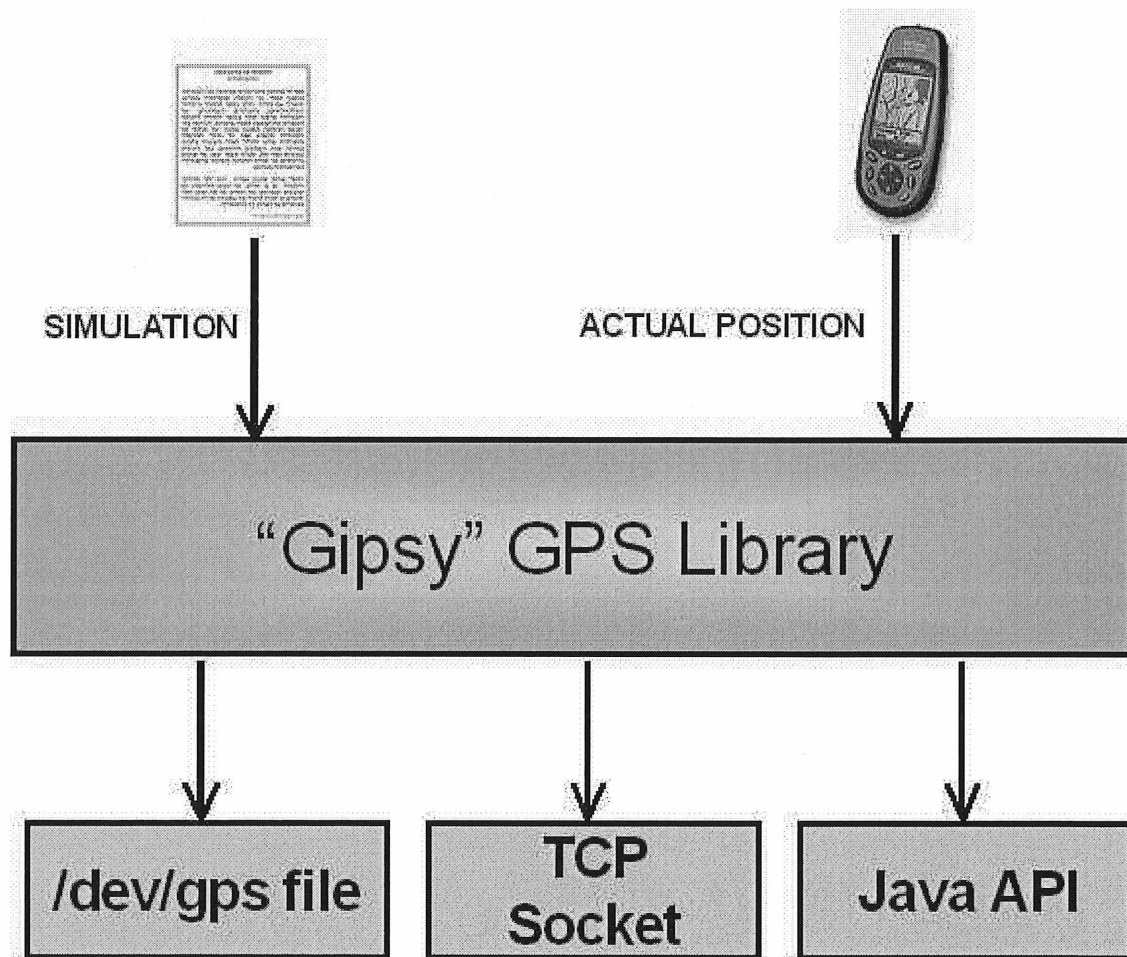 SIMULATION
ACTUAL POSITION
“Gipsy” GPS Library
/dev/gps file
TCP
Socket
Java API